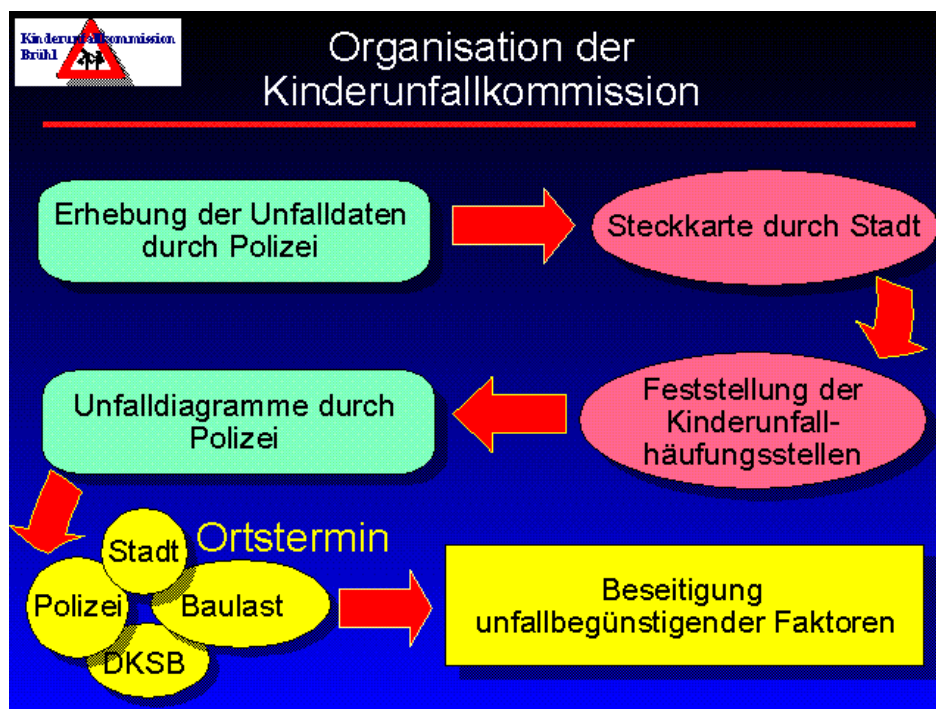 Kinderunfallkommission
Brühl
Organisation der
Kinderunfallkommission
Erhebung der Unfalldaten
durch Polizei
Steckkarte durch Stadt
Feststellung der
Kinderunfall-
häufungsstellen
Unfalldiagramme durch
Polizei
Ortstermin
Stadt
Polizei
Baulast
DKSB
Beseitigung
unfallbegünstigender Faktoren